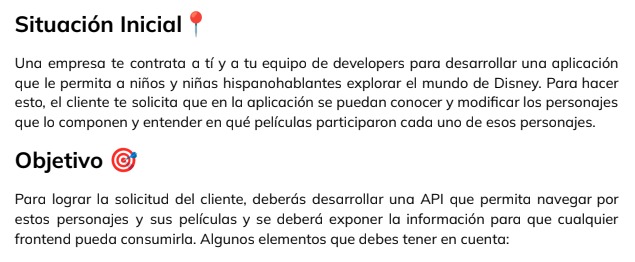 Situación Inicial📍
Una empresa te contrata a tí y a tu equipo de developers para desarrollar una aplicación
que le permita a niños y niñas hispanohablantes explorar el mundo de Disney. Para hacer
esto, el cliente te solicita que en la aplicación se puedan conocer y modificar los personajes
que lo componen y entender en qué películas participaron cada uno de esos personajes.
Objetivo 🎯
Para lograr la solicitud del cliente, deberás desarrollar una API que permita navegar por
estos personajes y sus películas y se deberá exponer la información para que cualquier
frontend pueda consumirla. Algunos elementos que debes tener en cuenta: